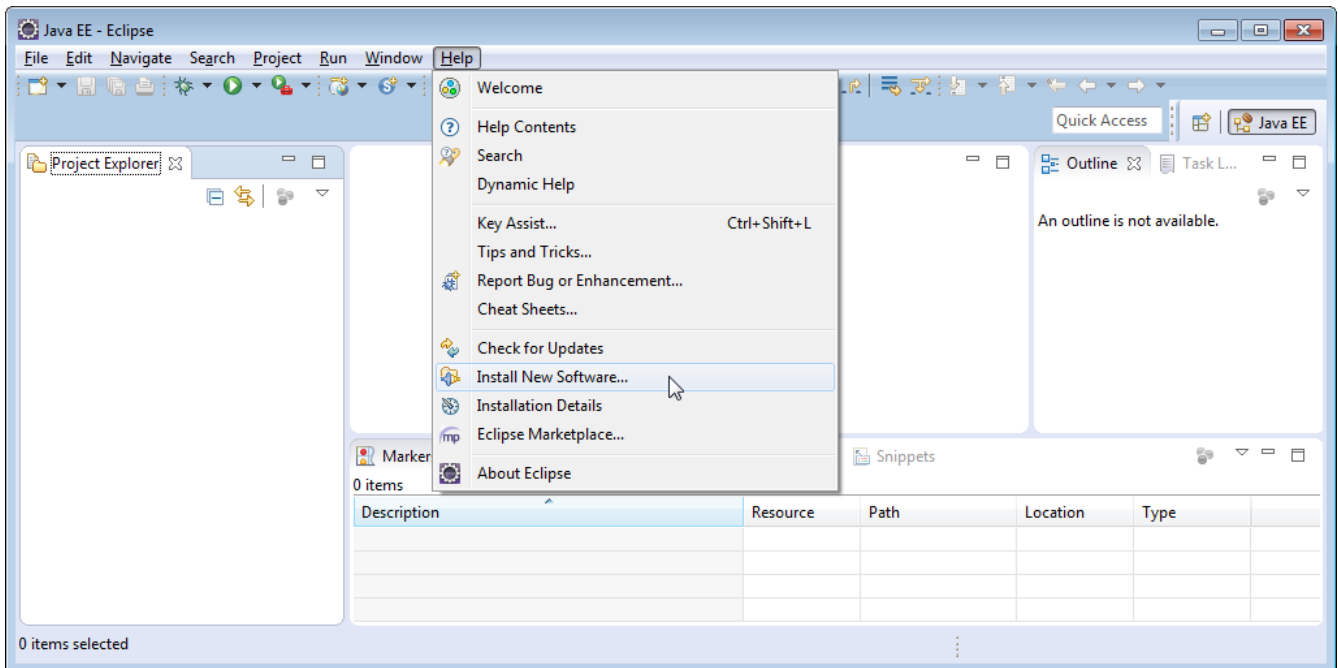 Java EE - Eclipse
File Edit Navigate Search Project Run Window Help
Quick Access
Java EE
Project Explorer
Welcome
Help Contents
Search
Dynamic Help
Key Assist... Ctrl+Shift+L
Tips and Tricks...
Report Bug or Enhancement...
Cheat Sheets...
Check for Updates
Install New Software...
Installation Details
mp Eclipse Marketplace...
About Eclipse
Outline Task L...
An outline is not available.
Marker Snippets
0 items
Description Resource Path Location Type
0 items selected